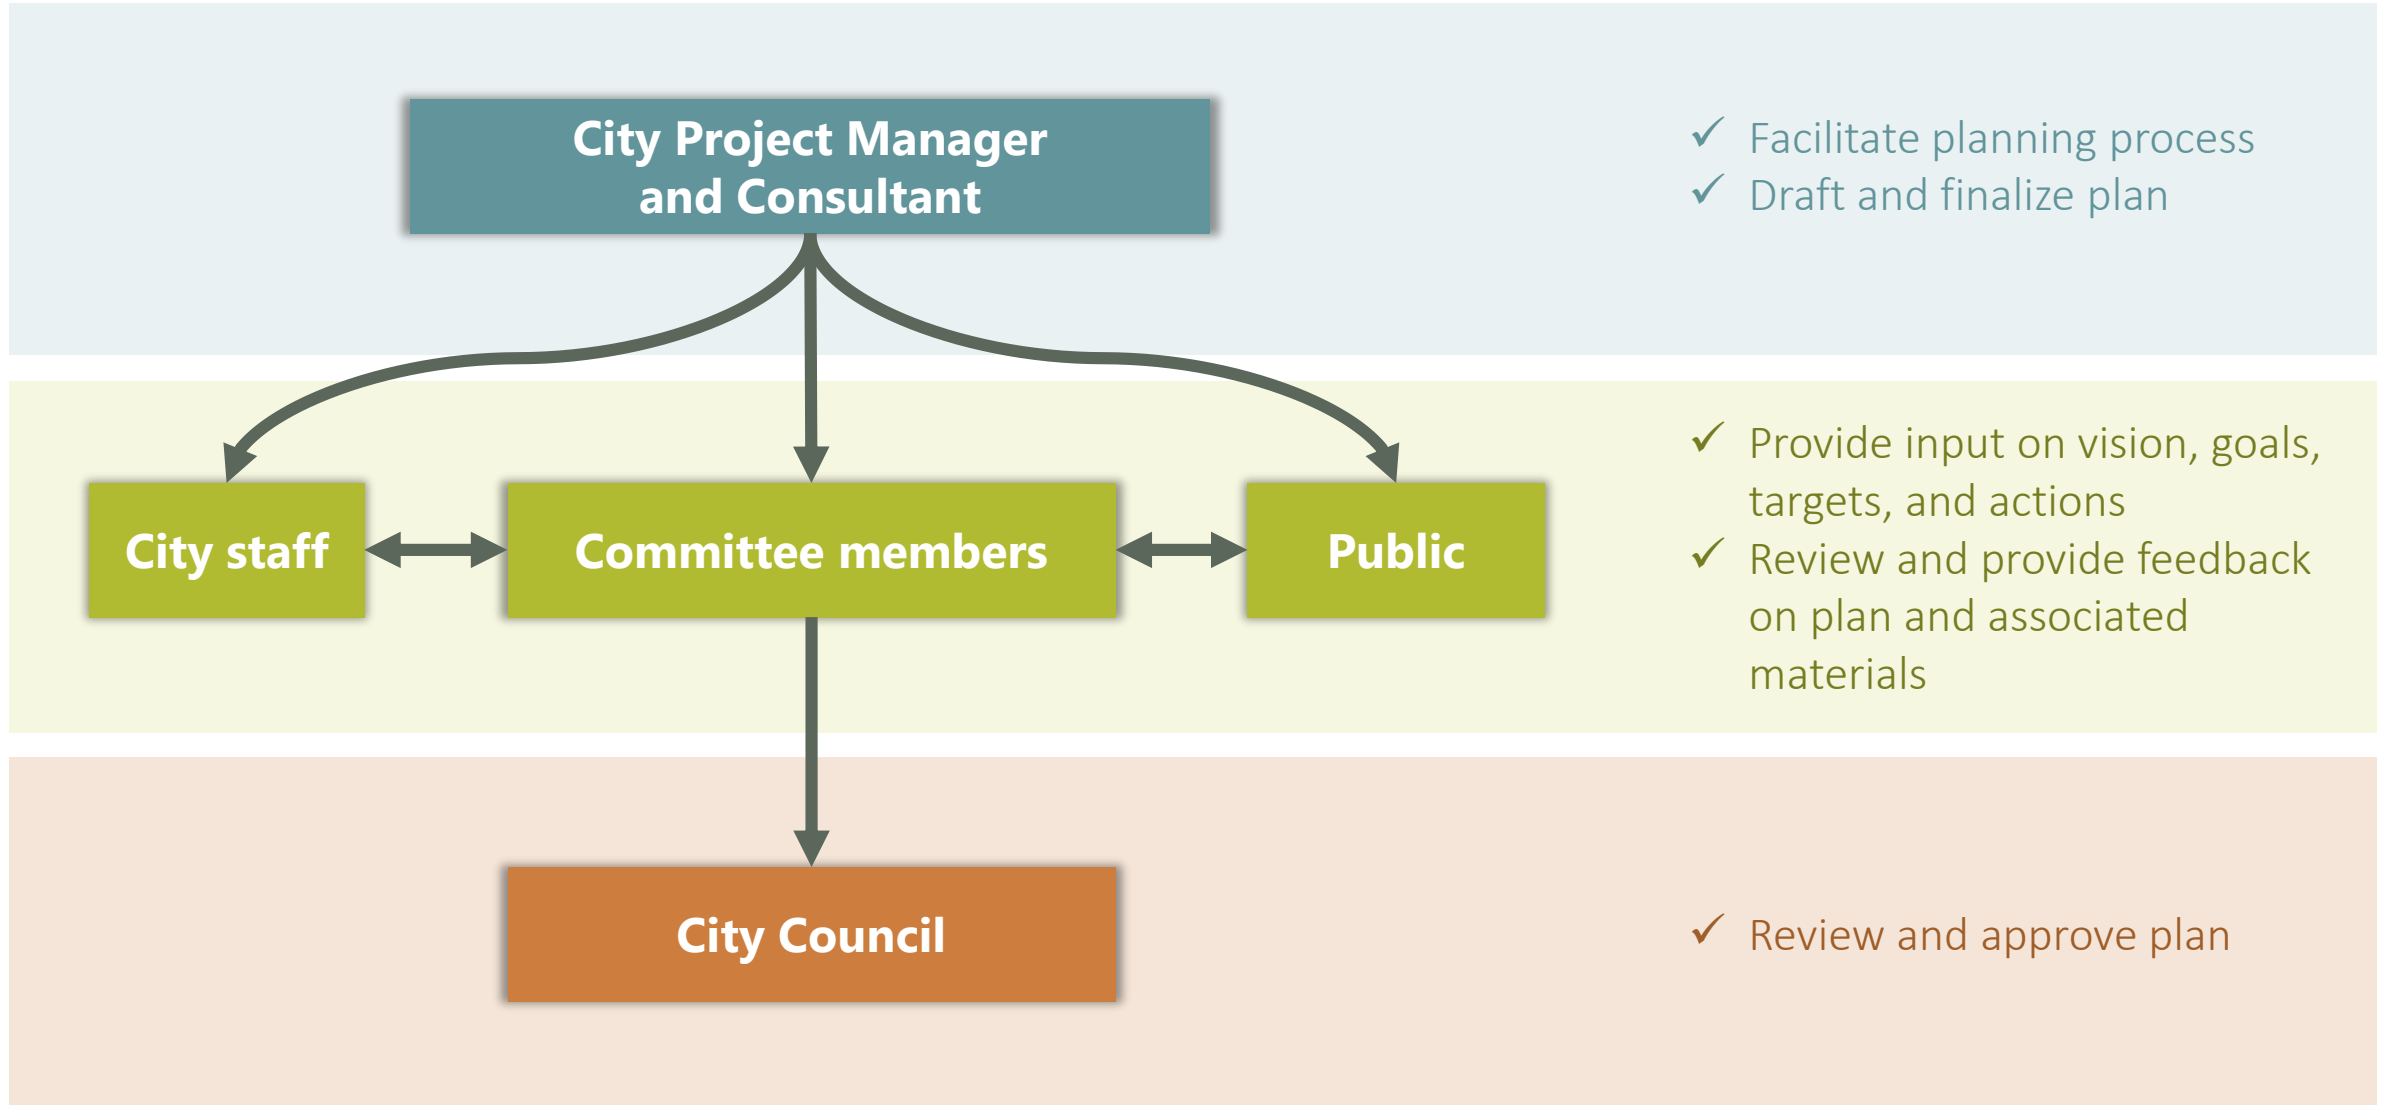 City Project Manager
and Consultant
✓ Facilitate planning process
✓ Draft and finalize plan
City staff
Committee members
Public
✓ Provide input on vision, goals,
targets, and actions
✓ Review and provide feedback
on plan and associated
materials
City Council
✓ Review and approve plan